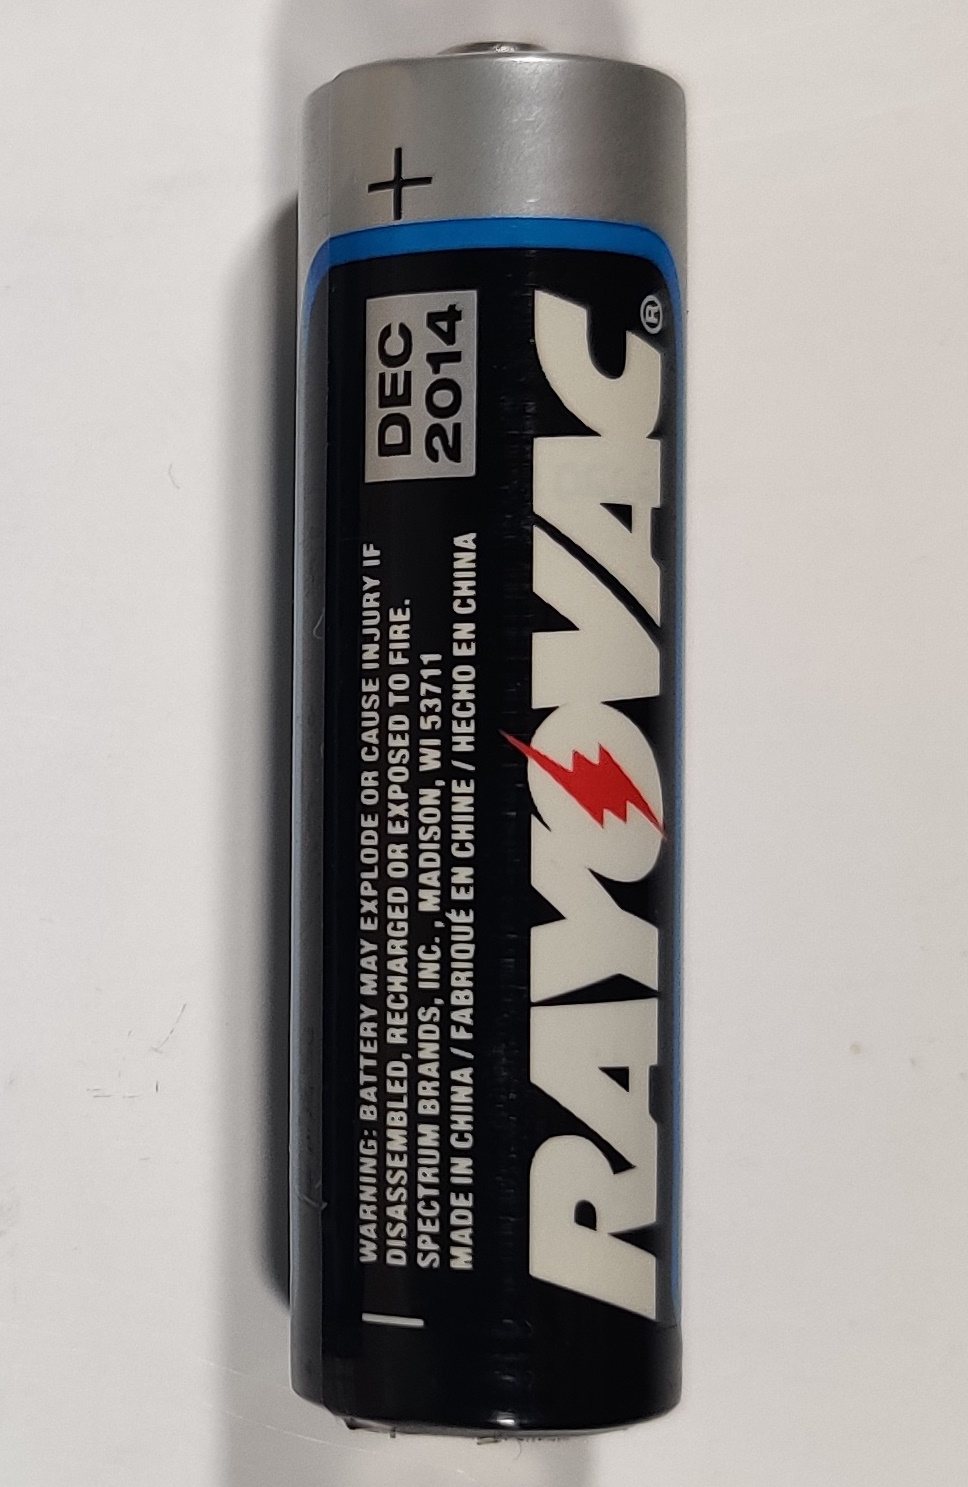 +
DEC
2014
WARNING: BATTERY MAY EXPLODE OR CAUSE INJURY IF
DISASSEMBLED, RECHARGED OR EXPOSED TO FIRE.
SPECTRUM BRANDS, INC., MADISON, WI 53711
MADE IN CHINA / FABRIQUÉ EN CHINE / HECHO EN CHINA
RAYOVAC®